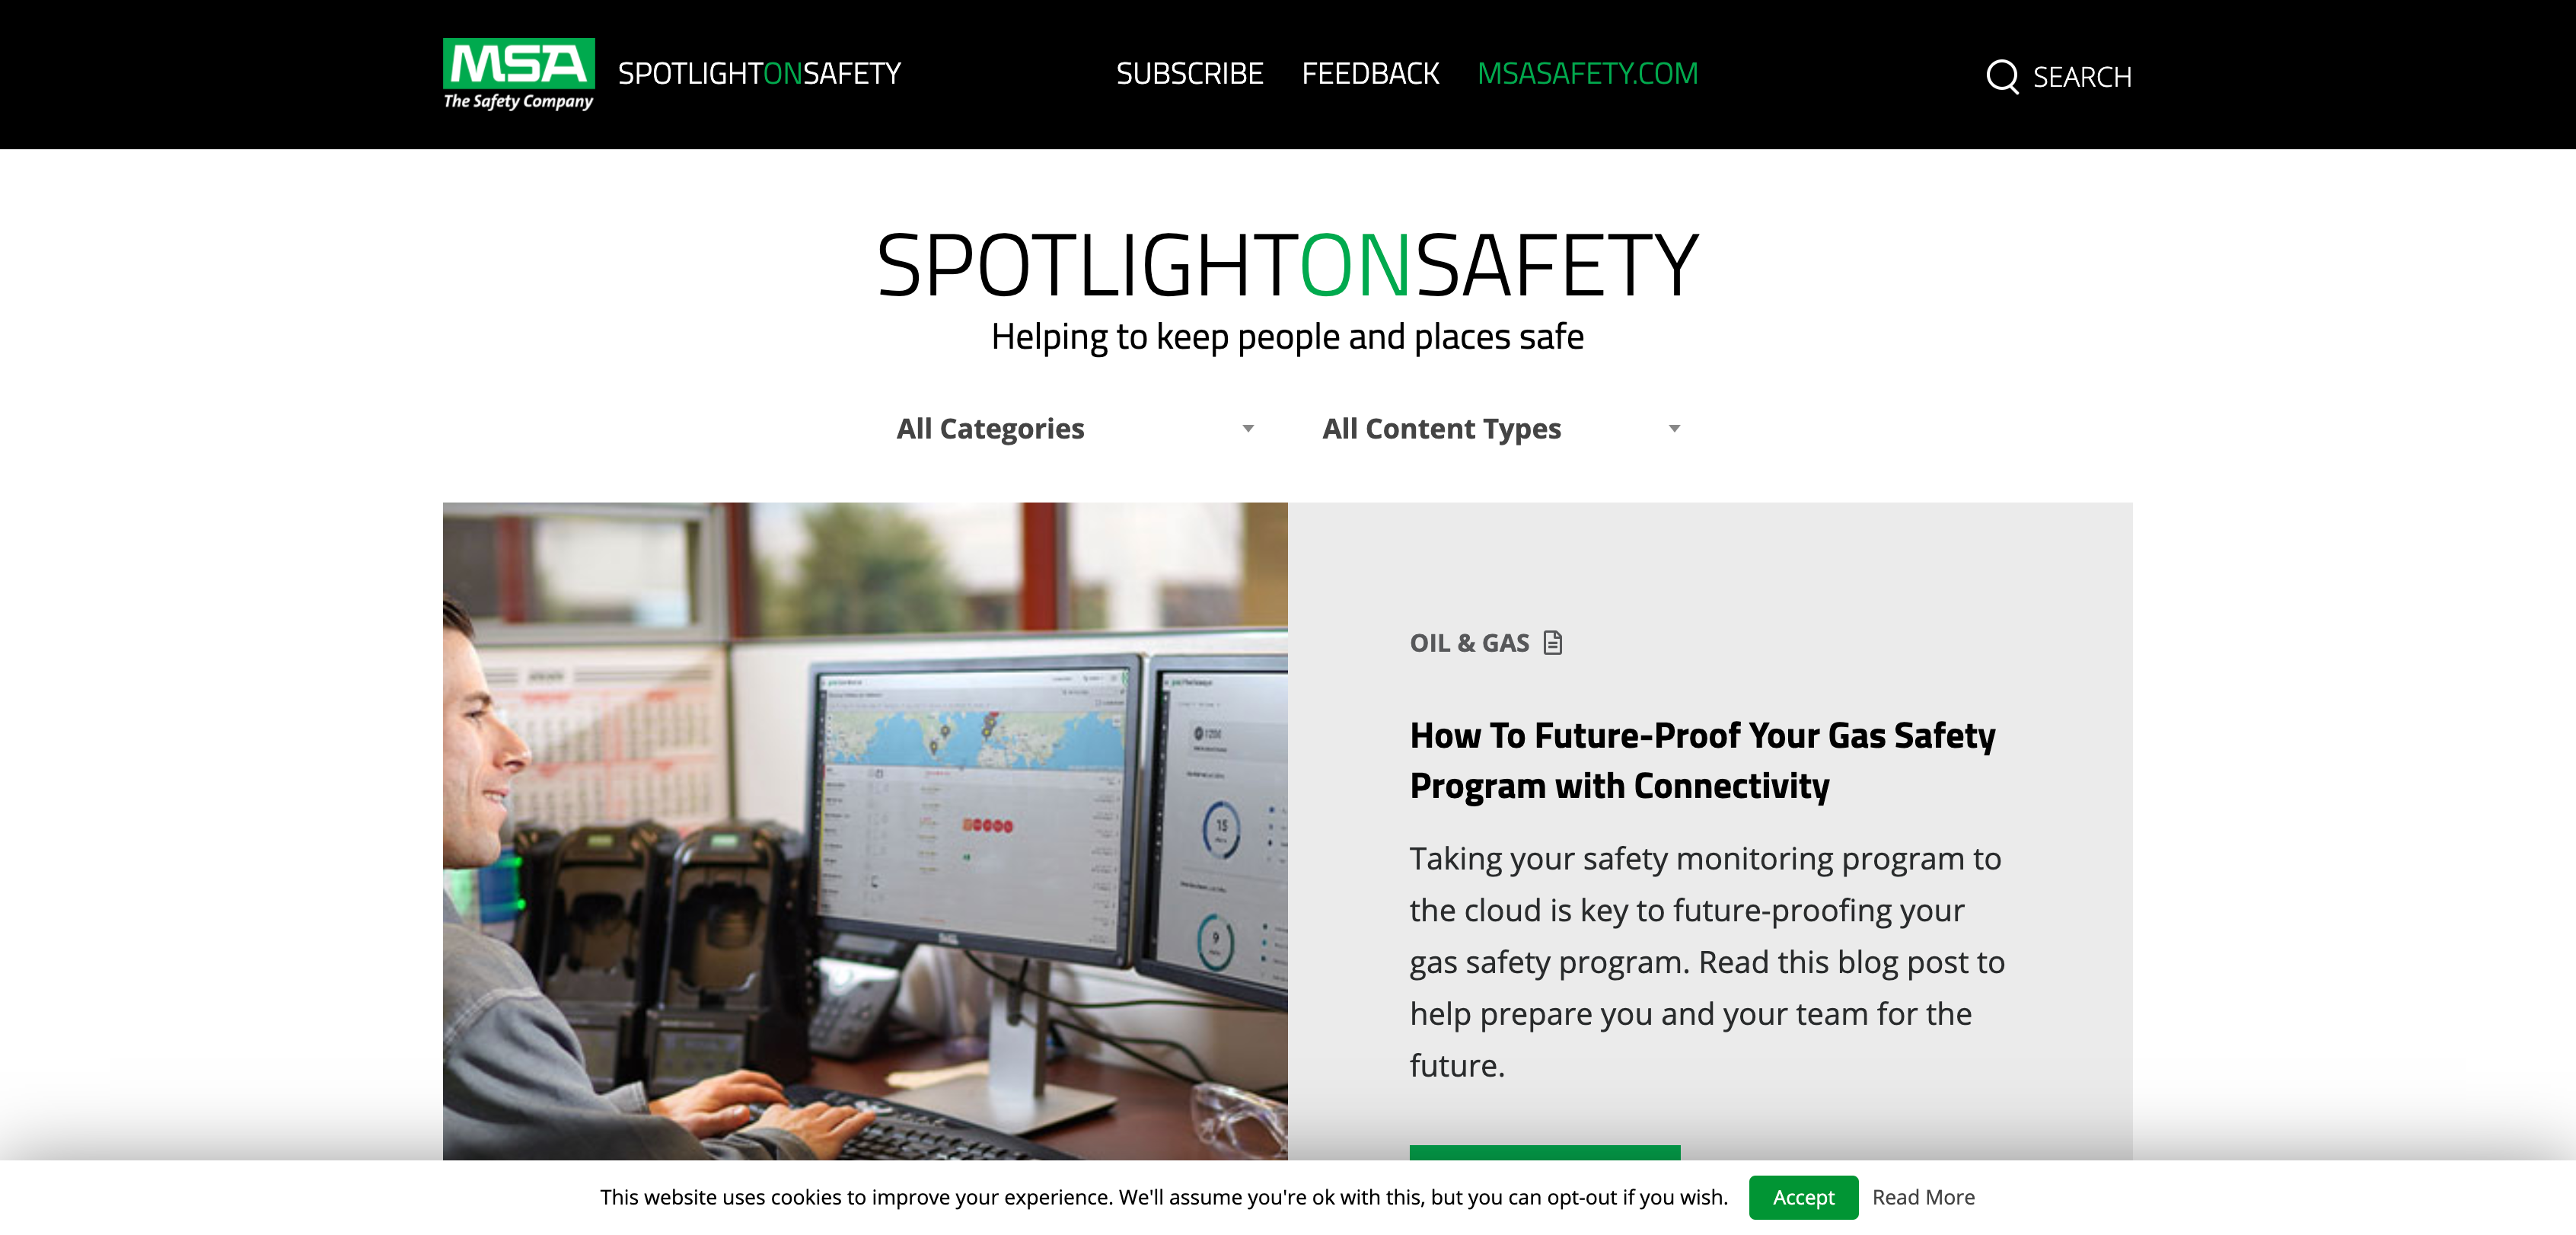 MSA
The Safety Company
SPOTLIGHTONSAFETY
SUBSCRIBE
FEEDBACK
MSASAFETY.COM
SEARCH
SPOTLIGHTONSAFETY
Helping to keep people and places safe
All Categories
All Content Types
15
9
OIL & GAS
How To Future-Proof Your Gas Safety
Program with Connectivity
Taking your safety monitoring program to
the cloud is key to future-proofing your
gas safety program. Read this blog post to
help prepare you and your team for the
future.
This website uses cookies to improve your experience. We'll assume you're ok with this, but you can opt-out if you wish.
Accept
Read More